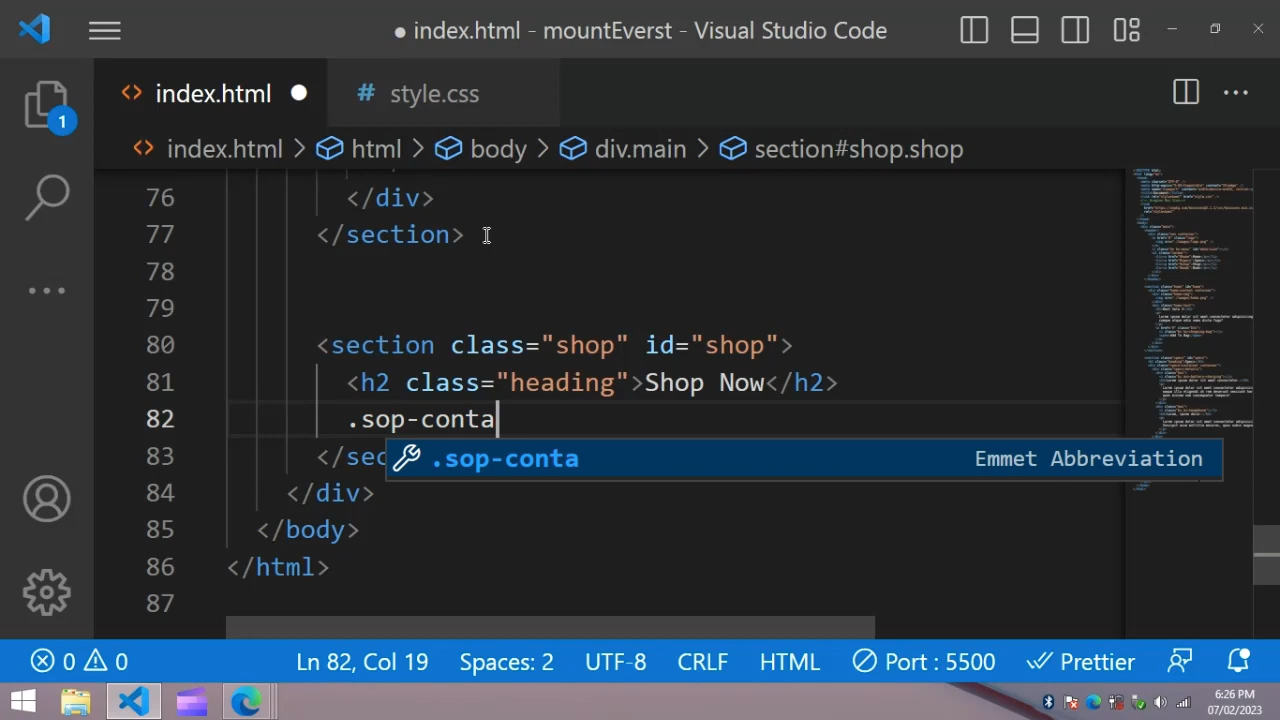 index.html - mountEverst - Visual Studio Code
index.html
# style.css
1
index.html > html > body > div.main > section#shop.shop
76 </div>
77 </section>
78
79
80 <section class="shop" id="shop">
81 <h2 class="heading">Shop Now</h2>
82 .sop-conta
.sop-conta Emmet Abbreviation
83 </sec
84 </div>
85 </body>
86 </html>
87
0 0 Ln 82, Col 19 Spaces: 2 UTF-8 CRLF HTML Port : 5500 Prettier
6:26 PM
07/02/2023